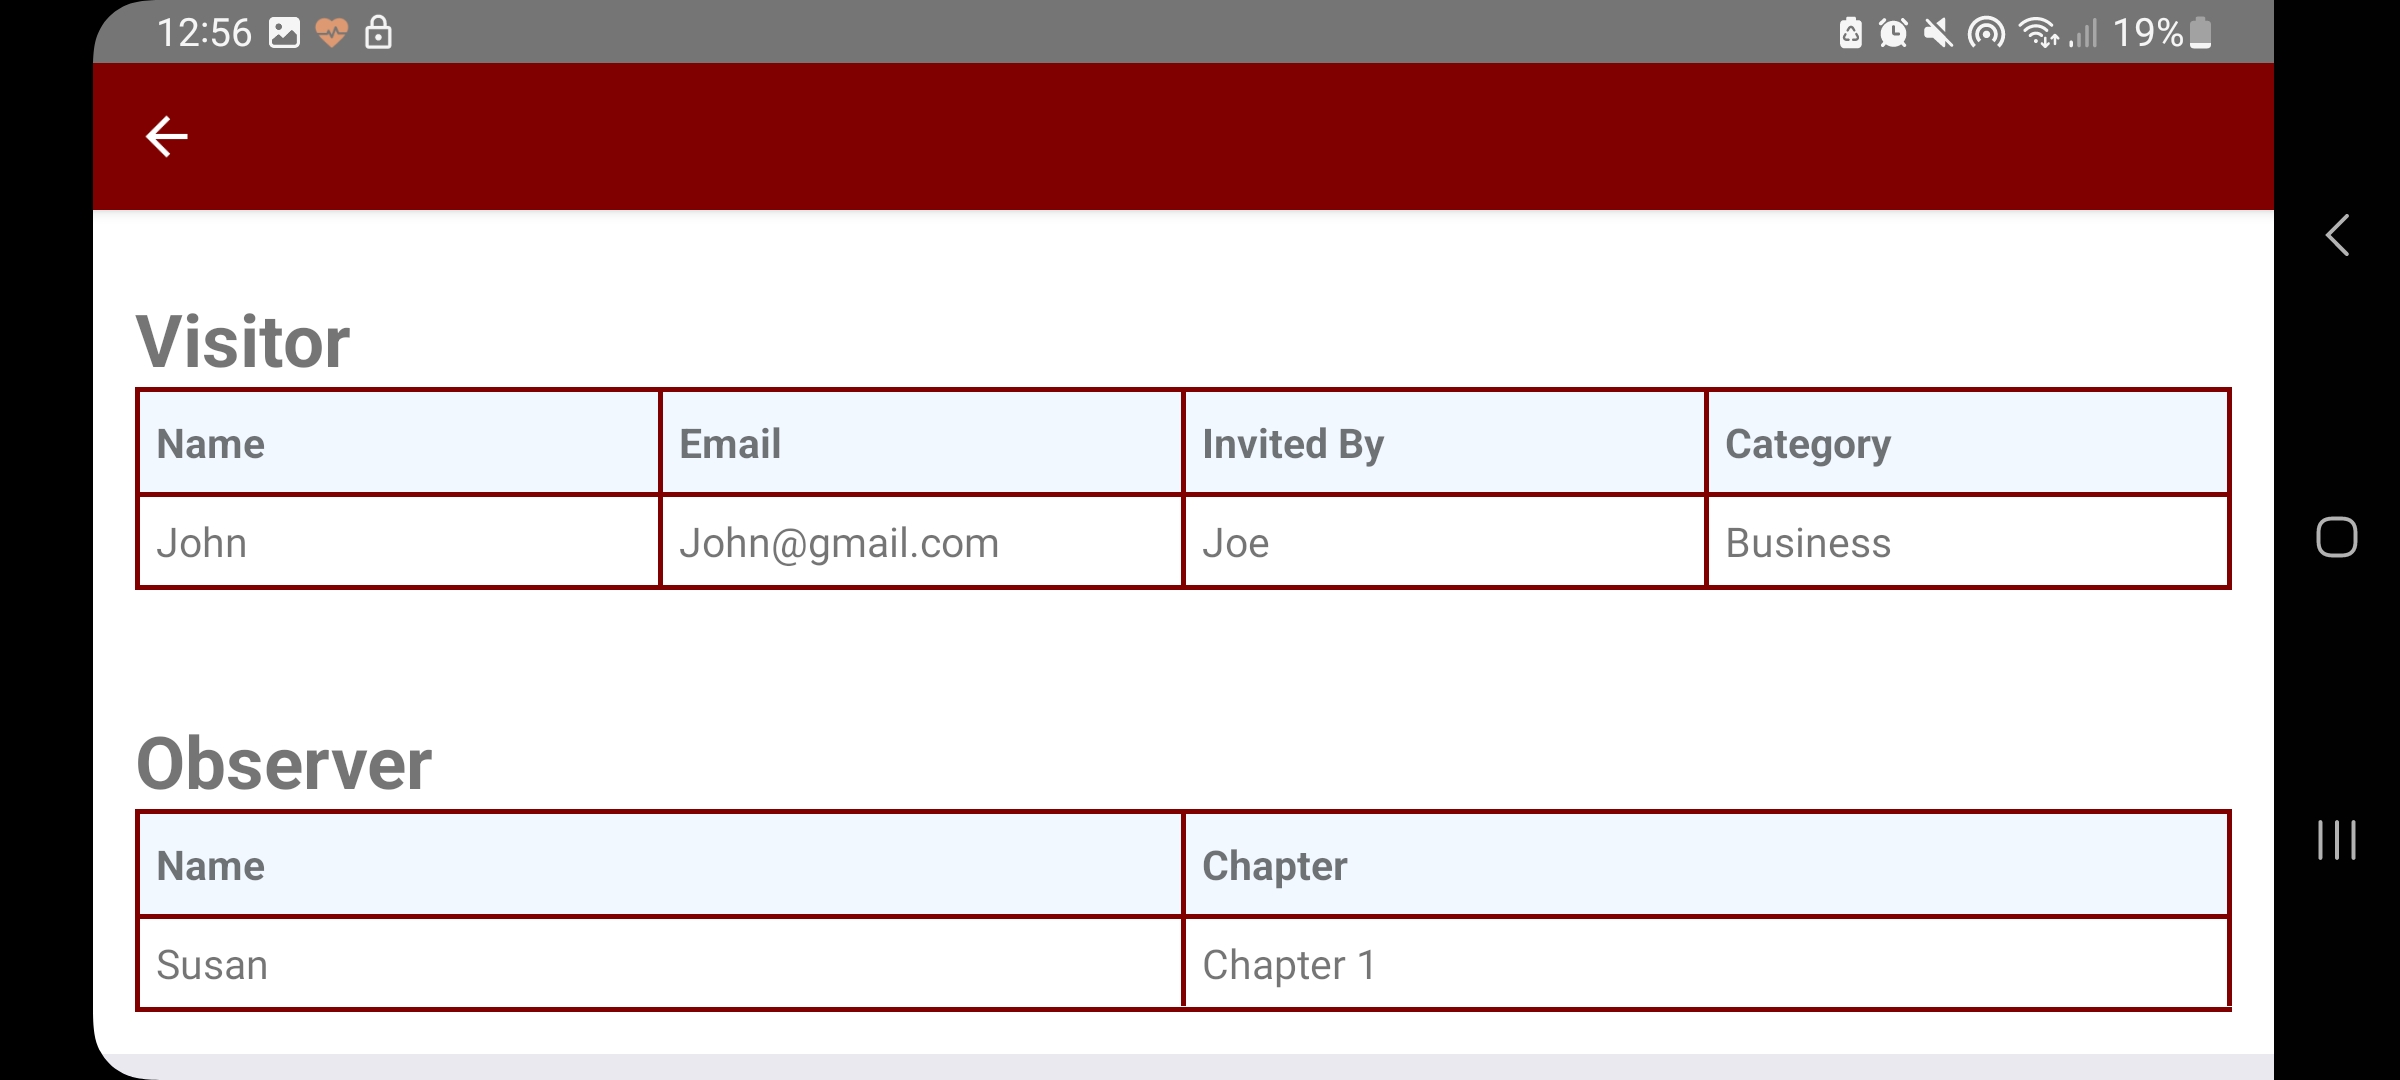 12:56 19%
Visitor
Name Email Invited By Category
John John@gmail.com Joe Business
Observer
Name Chapter
Susan Chapter 1